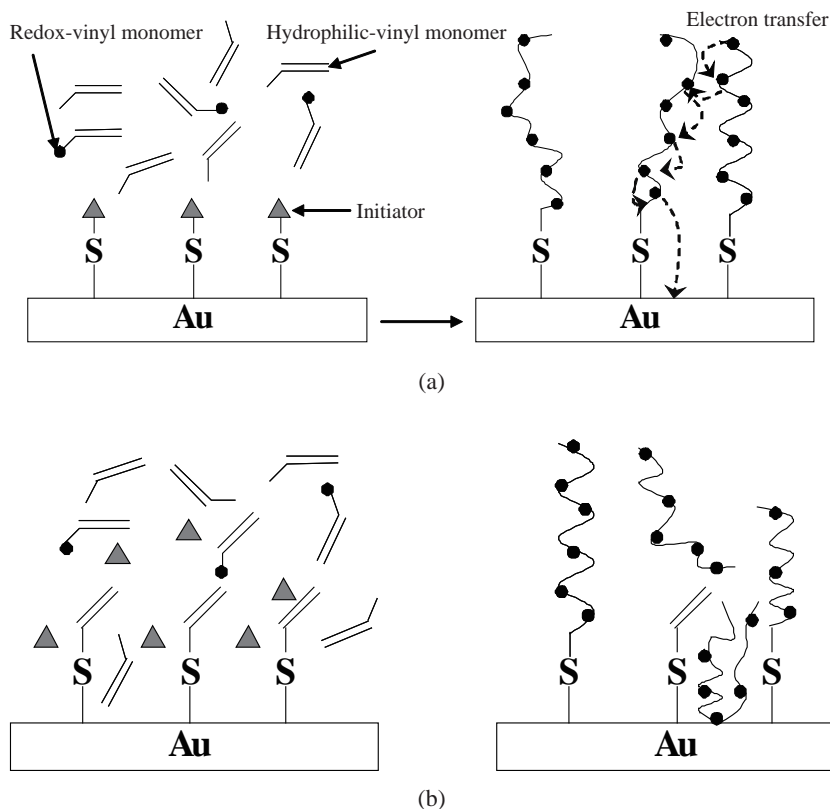 Redox-vinyl monomer
Hydrophilic-vinyl monomer
Electron transfer
Initiator
S
S
S
S
S
S
Au
Au
(a)
S
S
S
S
S
S
Au
Au
(b)